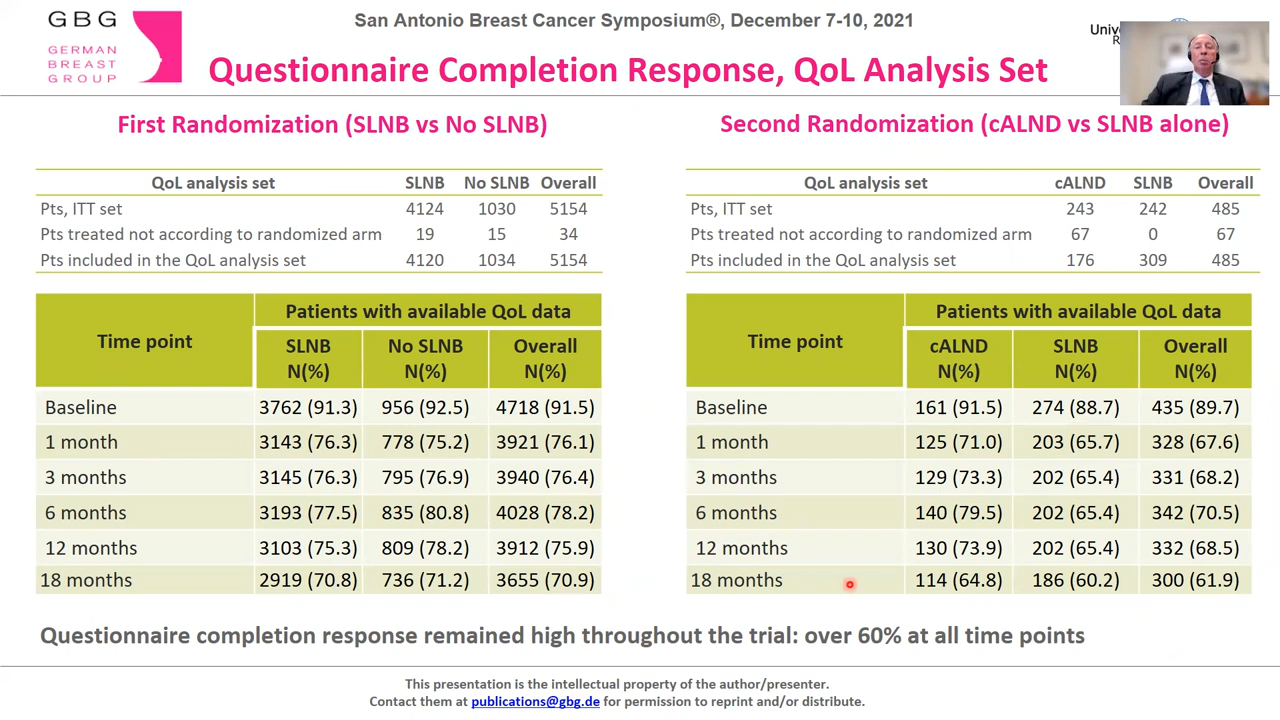 GBG
GERMAN
BREAST
GROUP
San Antonio Breast Cancer Symposium®, December 7-10, 2021
Questionnaire Completion Response, QoL Analysis Set
First Randomization (SLNB vs No SLNB)
QoL analysis set SLNB No SLNB Overall
Pts, ITT set 4124 1030 5154
Pts treated not according to randomized arm 19 15 34
Pts included in the QoL analysis set 4120 1034 5154
Time point Patients with available QoL data
SLNB No SLNB Overall
N(%) N(%) N(%)
Baseline 3762 (91.3) 956 (92.5) 4718 (91.5)
1 month 3143 (76.3) 778 (75.2) 3921 (76.1)
3 months 3145 (76.3) 795 (76.9) 3940 (76.4)
6 months 3193 (77.5) 835 (80.8) 4028 (78.2)
12 months 3103 (75.3) 809 (78.2) 3912 (75.9)
18 months 2919 (70.8) 736 (71.2) 3655 (70.9)
Second Randomization (cALND vs SLNB alone)
QoL analysis set cALND SLNB Overall
Pts, ITT set 243 242 485
Pts treated not according to randomized arm 67 0 67
Pts included in the QoL analysis set 176 309 485
Time point Patients with available QoL data
cALND SLNB Overall
N(%) N(%) N(%)
Baseline 161 (91.5) 274 (88.7) 435 (89.7)
1 month 125 (71.0) 203 (65.7) 328 (67.6)
3 months 129 (73.3) 202 (65.4) 331 (68.2)
6 months 140 (79.5) 202 (65.4) 342 (70.5)
12 months 130 (73.9) 202 (65.4) 332 (68.5)
18 months 114 (64.8) 186 (60.2) 300 (61.9)
Questionnaire completion response remained high throughout the trial: over 60% at all time points
This presentation is the intellectual property of the author/presenter.
Contact them at publications@gbg.de for permission to reprint and/or distribute.